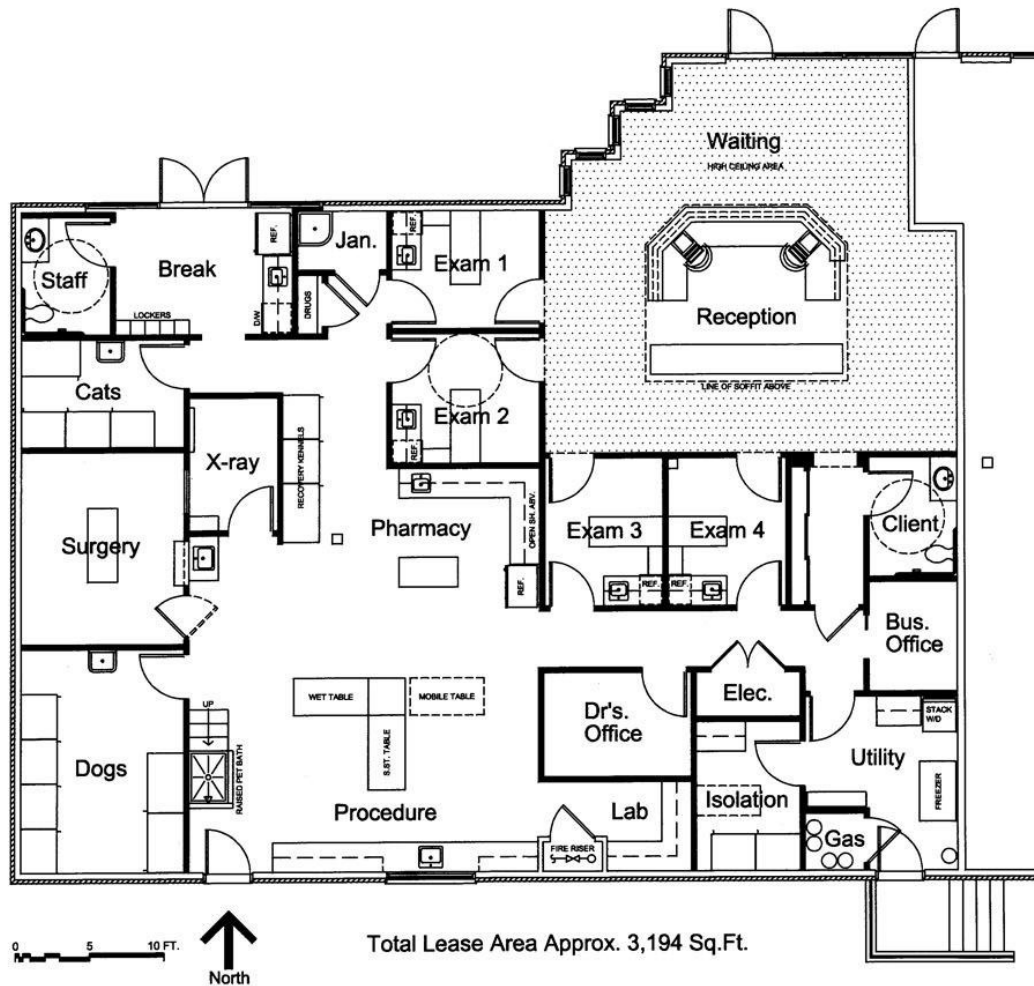 Waiting
HIGH CEILING AREA
REF.
Jan.
Exam 1
Break
Staff
REF.
DRUGS
Reception
LOCKERS
D/W
LINE OF SOFFIT ABOVE
Cats
Exam 2
REF.
X-ray
RECOVERY KENNELS
Pharmacy
OPEN SH. ABV.
Exam 3
Exam 4
Client
Surgery
REF.
REF.
REF.
Bus.
Office
UP
WET TABLE
MOBILE TABLE
Elec.
Dr's.
Office
STACK
W/D
S.ST. TABLE
Dogs
RAISED PET BATH
Utility
Procedure
Lab
Isolation
FREEZER
FIRE RISER
Gas
0 5 10 FT.
North
Total Lease Area Approx. 3,194 Sq.Ft.